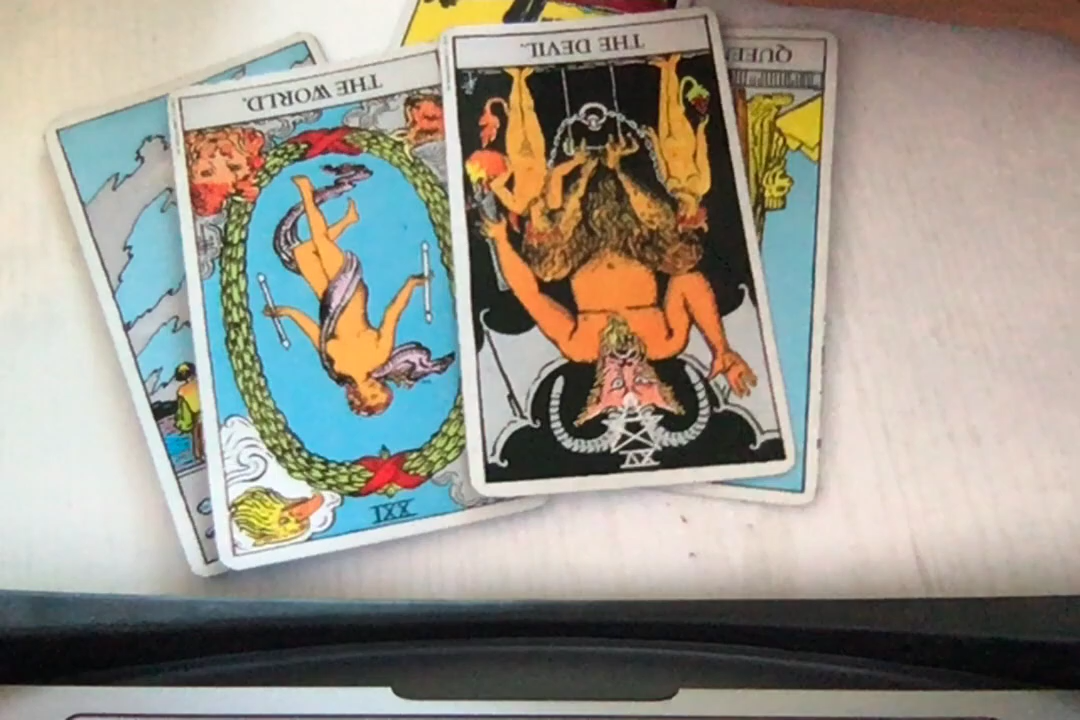 THE DEVIL.
THE WORLD.
QUEE
XV
XXI